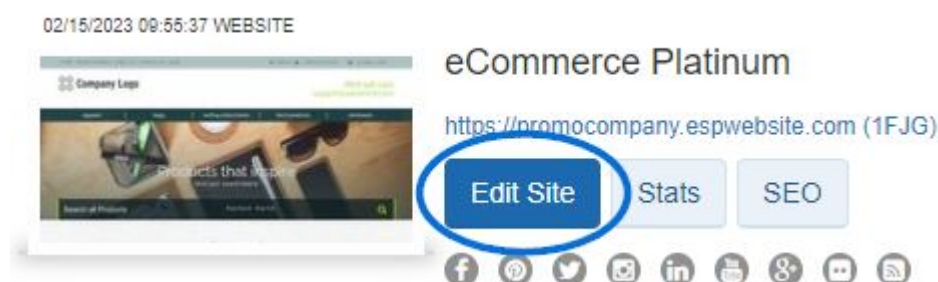 02/15/2023 09:55:37 WEBSITE
Company Logo
Products that inspire
Search all Products
eCommerce Platinum
https://promocompany.espwebsite.com (1FJG)
Edit Site
Stats
SEO